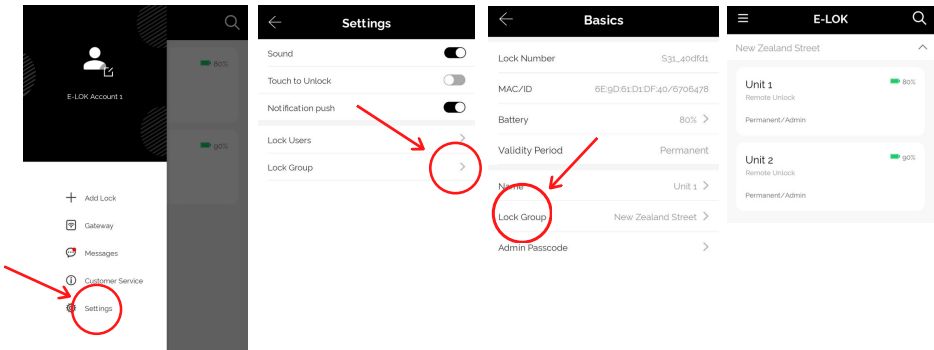 E-LOK Account 1
Add Lock
Gateway
Messages
Customer Service
Settings
80%
90%
Settings
Sound
Touch to Unlock
Notification push
Lock Users
Lock Group
Basics
Lock Number S31_40dfd1
MAC/ID 6E:9D:61:D1:DF:40/6706478
Battery 80%
Validity Period Permanent
Name Unit 1
Lock Group New Zealand Street
Admin Passcode
E-LOK
New Zealand Street
Unit 1 80%
Remote Unlock
Permanent/Admin
Unit 2 90%
Remote Unlock
Permanent/Admin